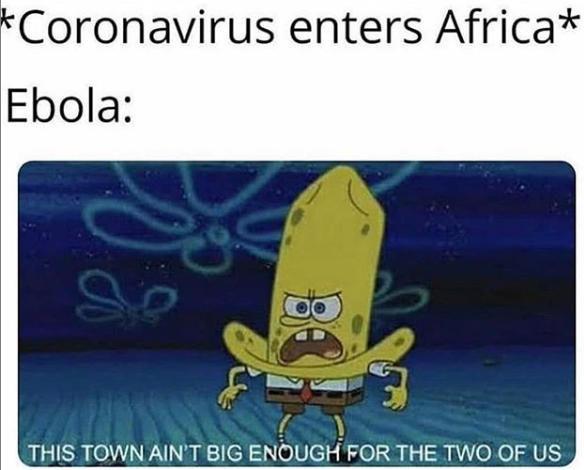 *Coronavirus enters Africa*
Ebola:
THIS TOWN AIN'T BIG ENOUGH FOR THE TWO OF US